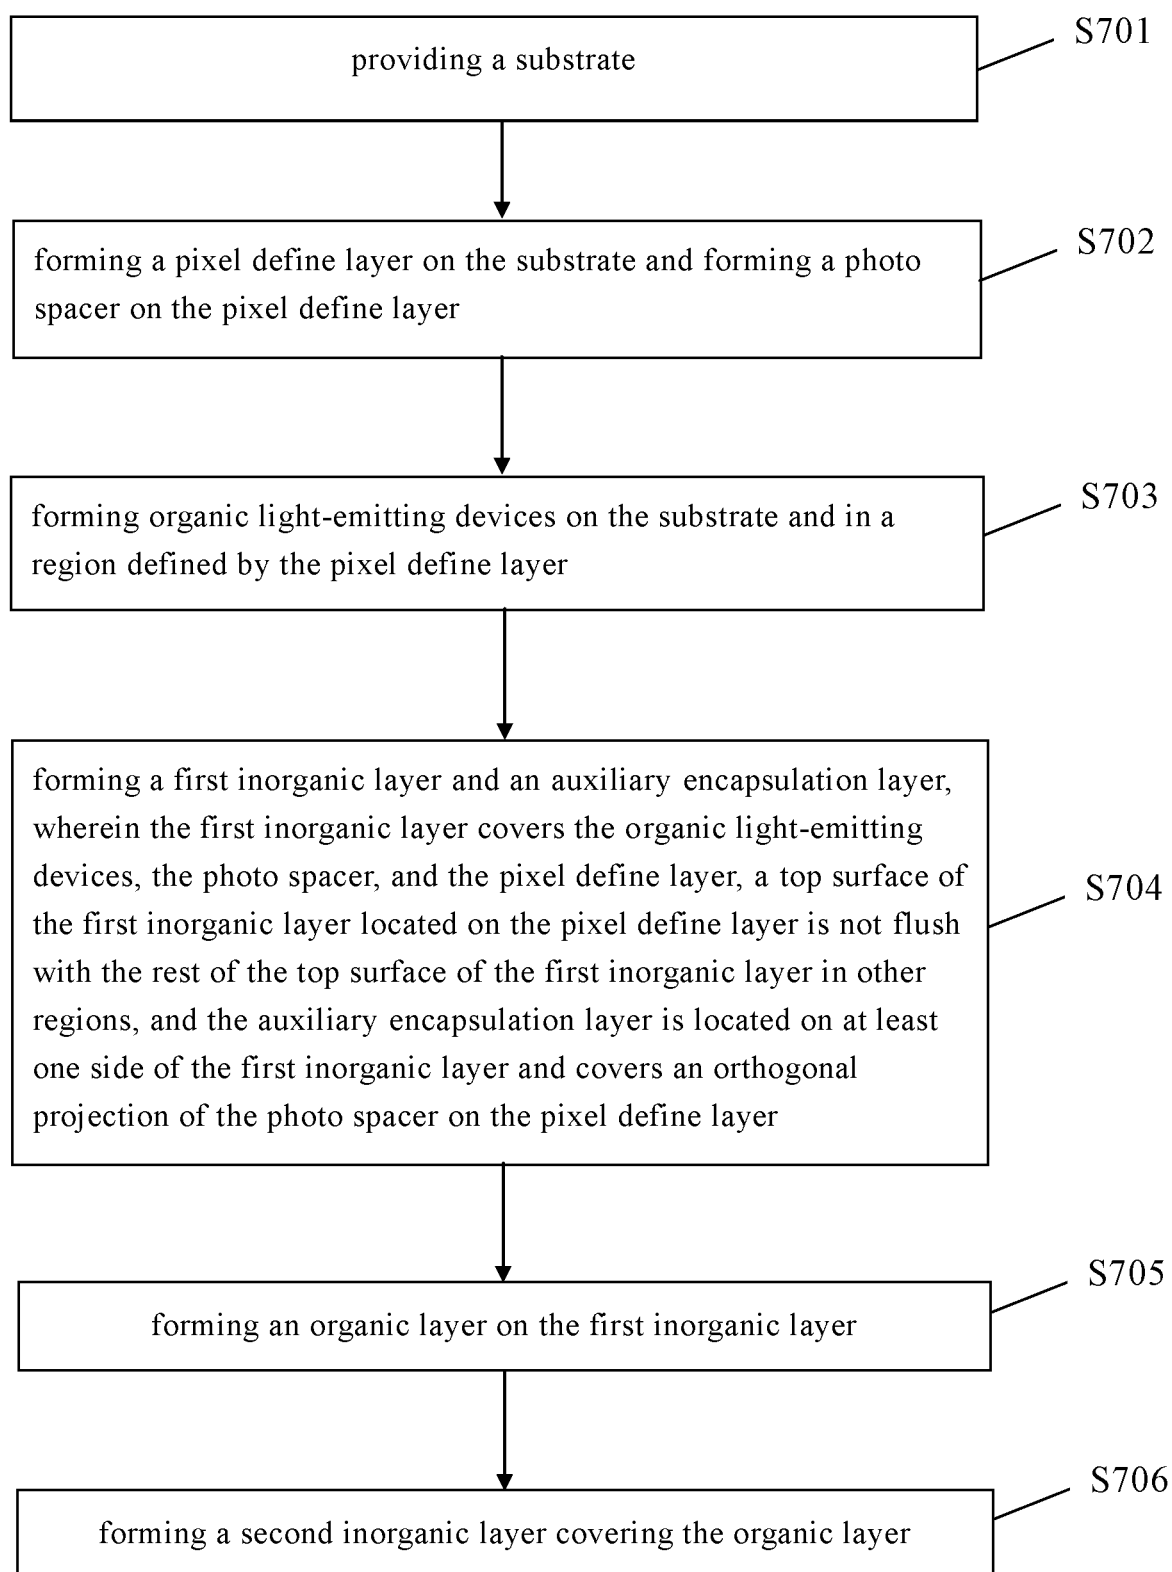 S701
providing a substrate
S702
forming a pixel define layer on the substrate and forming a photo
spacer on the pixel define layer
S703
forming organic light-emitting devices on the substrate and in a
region defined by the pixel define layer
forming a first inorganic layer and an auxiliary encapsulation layer,
wherein the first inorganic layer covers the organic light-emitting
devices, the photo spacer, and the pixel define layer, a top surface of
S704
the first inorganic layer located on the pixel define layer is not flush
with the rest of the top surface of the first inorganic layer in other
regions, and the auxiliary encapsulation layer is located on at least
one side of the first inorganic layer and covers an orthogonal
projection of the photo spacer on the pixel define layer
S705
forming an organic layer on the first inorganic layer
S706
forming a second inorganic layer covering the organic layer